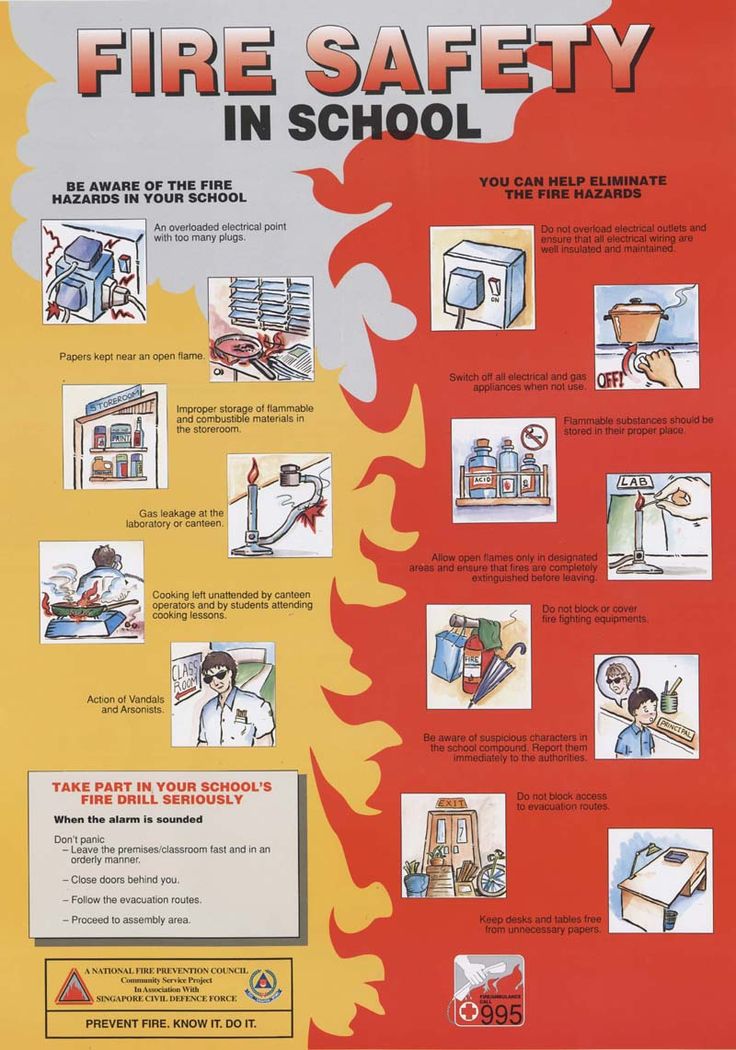 FIRE SAFETY
IN SCHOOL
BE AWARE OF THE FIRE
HAZARDS IN YOUR SCHOOL
An overloaded electrical point
with too many plugs.
Papers kept near an open flame.
STOREROOM
PAINT
Improper storage of flammable
and combustible materials in
the storeroom.
Gas leakage at the
laboratory or canteen.
Cooking left unattended by canteen
operators and by students attending
cooking lessons.
CLASS
ROOM
Action of Vandals
and Arsonists.
YOU CAN HELP ELIMINATE
THE FIRE HAZARDS
ON
Do not overload electrical outlets and
ensure that all electrical wiring are
well insulated and maintained.
OFF!
Switch off all electrical and gas
appliances when not use.
ACID
Flammable substances should be
stored in their proper place.
LAB
Allow open flames only in designated
areas and ensure that fires are completely
extinguished before leaving.
FIRE
Do not block or cover
fire fighting equipments.
PRINCIPAL
Be aware of suspicious characters in
the school compound. Report them
immediately to the authorities.
EXIT
Do not block access
to evacuation routes.
Keep desks and tables free
from unnecessary papers.
TAKE PART IN YOUR SCHOOL'S
FIRE DRILL SERIOUSLY
When the alarm is sounded
Don't panic
– Leave the premises/classroom fast and in an
orderly manner.
– Close doors behind you.
– Follow the evacuation routes.
– Proceed to assembly area.
A NATIONAL FIRE PREVENTION COUNCIL
Community Service Project
In Association With
SINGAPORE CIVIL DEFENCE FORCE
PREVENT FIRE. KNOW IT. DO IT.
FIRE/AMBULANCE
CALL
995